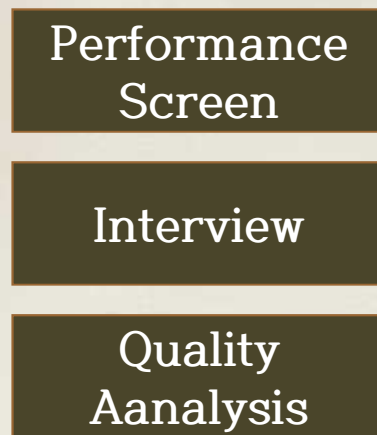 Performance
Screen
Interview
Quality
Aanalysis